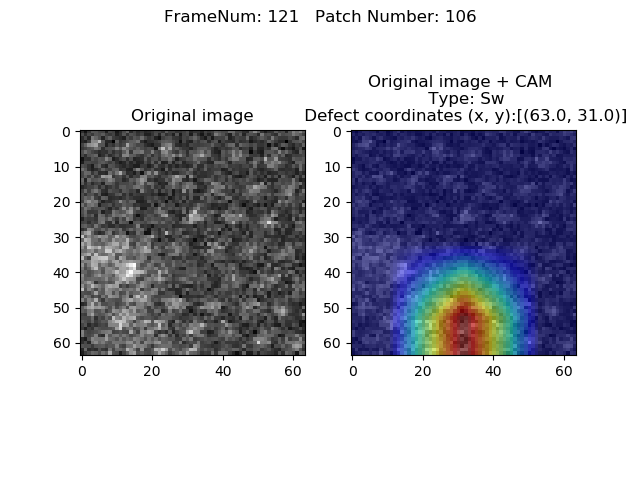 FrameNum: 121   Patch Number: 106
Original image
Original image + CAM
Type: Sw
Defect coordinates (x, y):[(63.0, 31.0)]
0
10
20
30
40
50
60
0 20 40 60
0
10
20
30
40
50
60
0 20 40 60